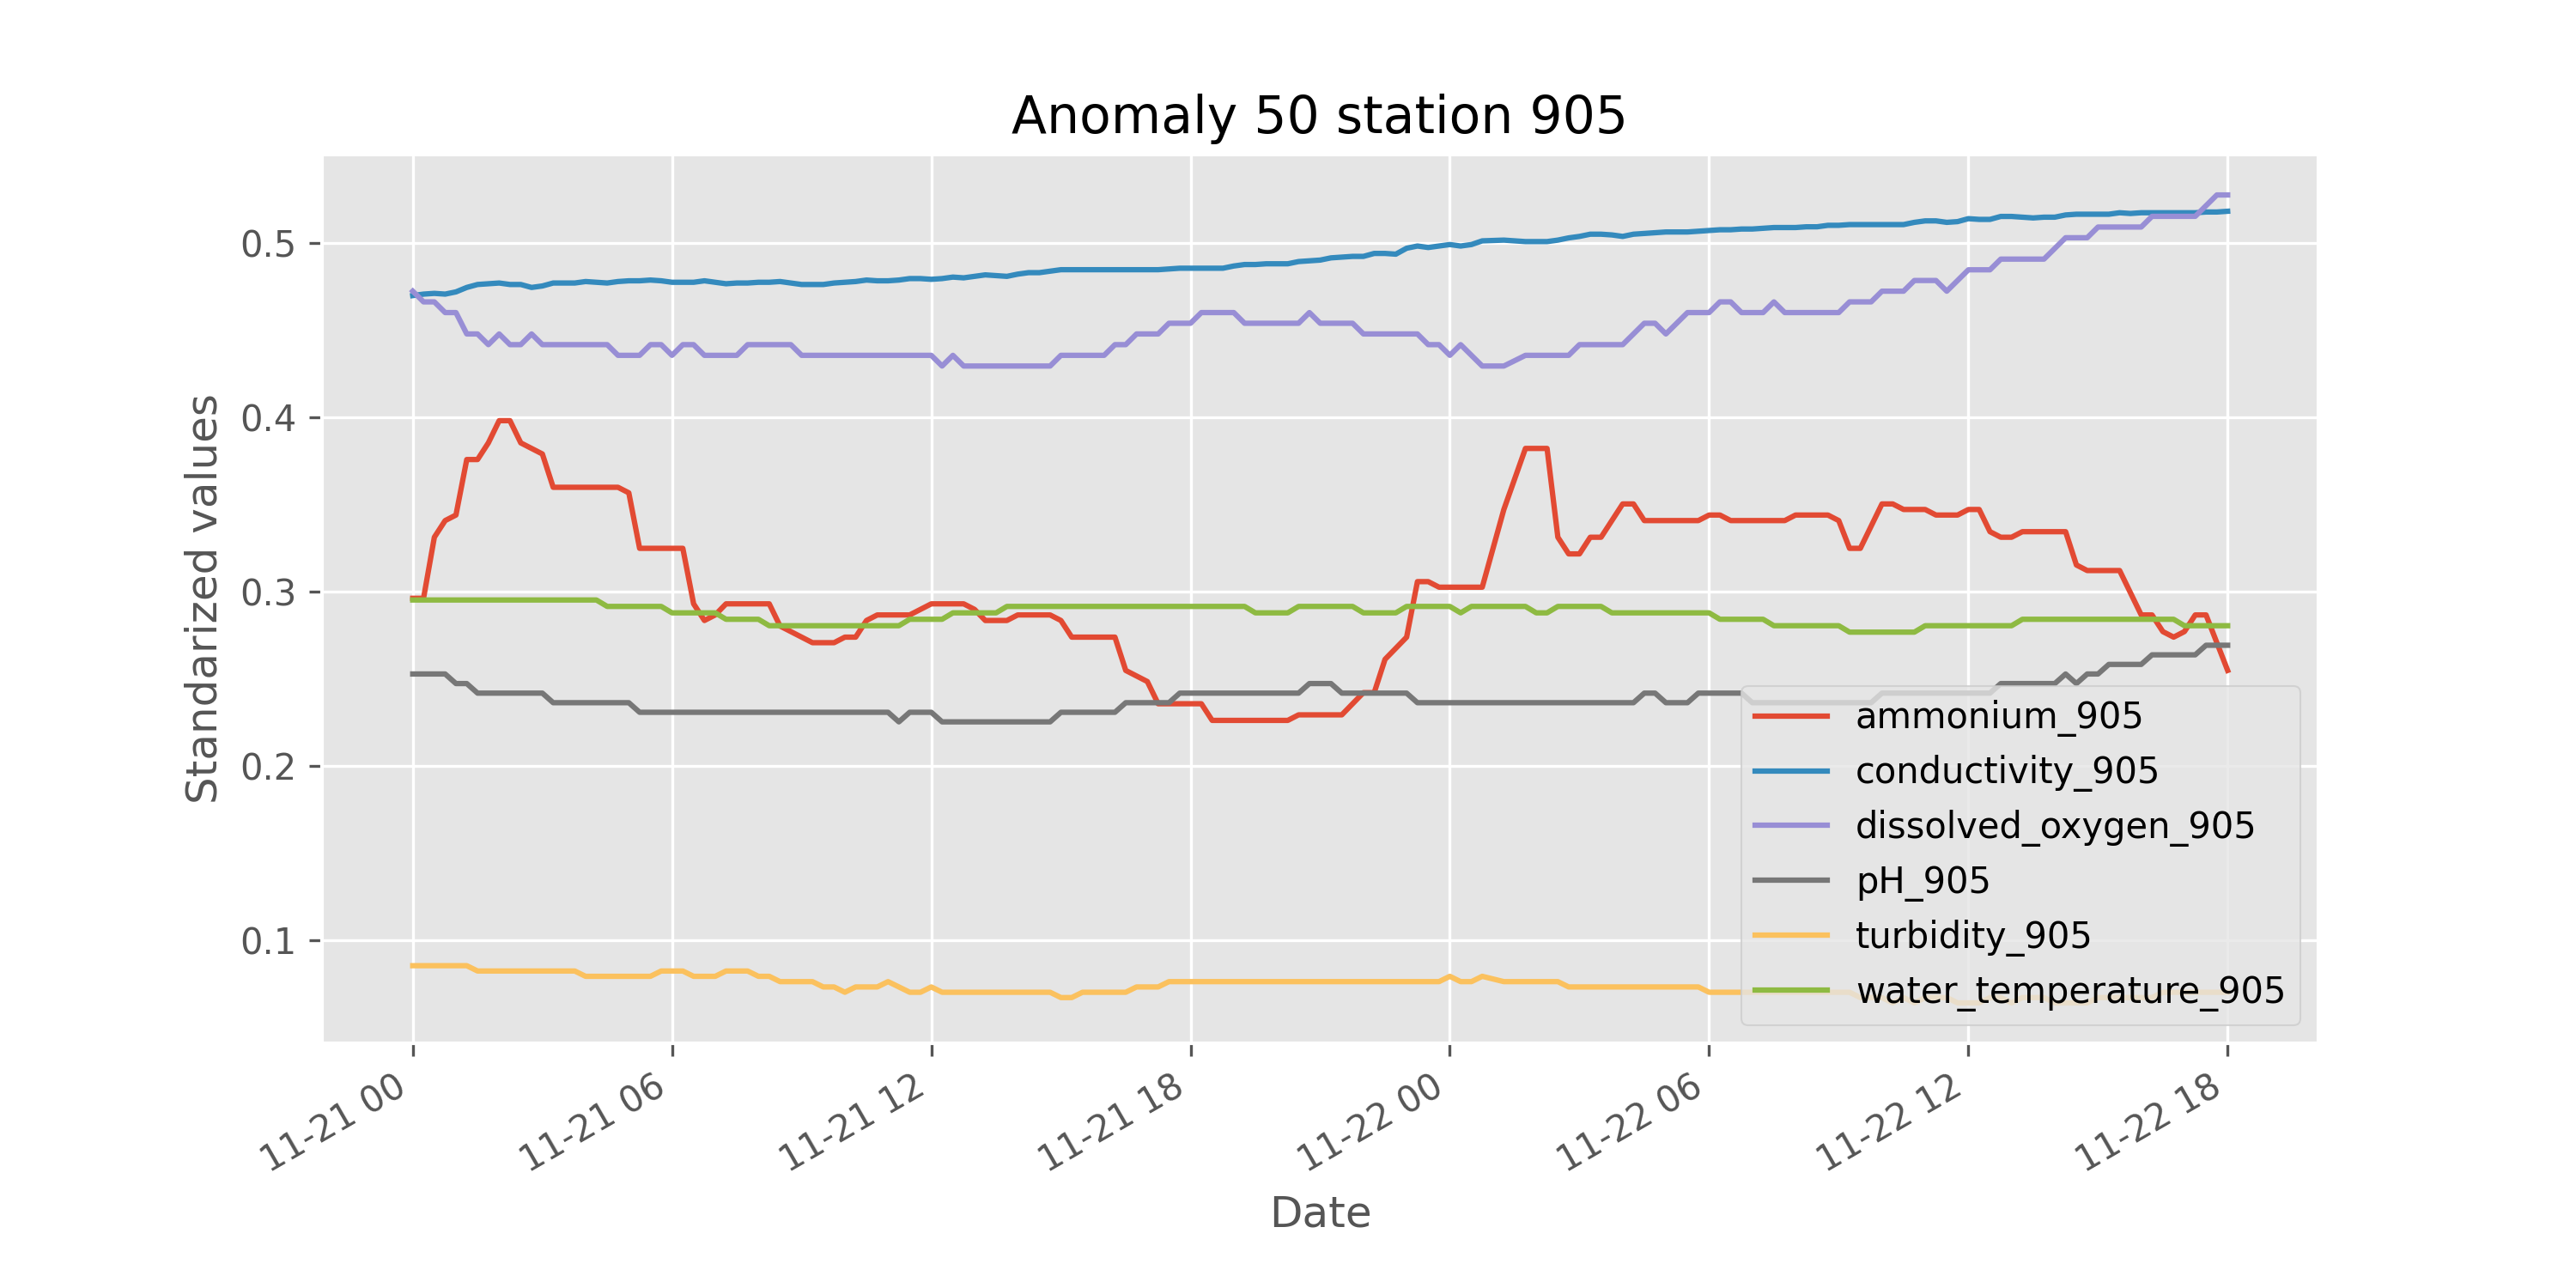 Anomaly 50 station 905
Standarized values
0.5
0.4
0.3
0.2
0.1
ammonium_905
conductivity_905
dissolved_oxygen_905
pH_905
turbidity_905
water_temperature_905
11-21 00
11-21 06
11-21 12
11-21 18
11-22 00
11-22 06
11-22 12
11-22 18
Date